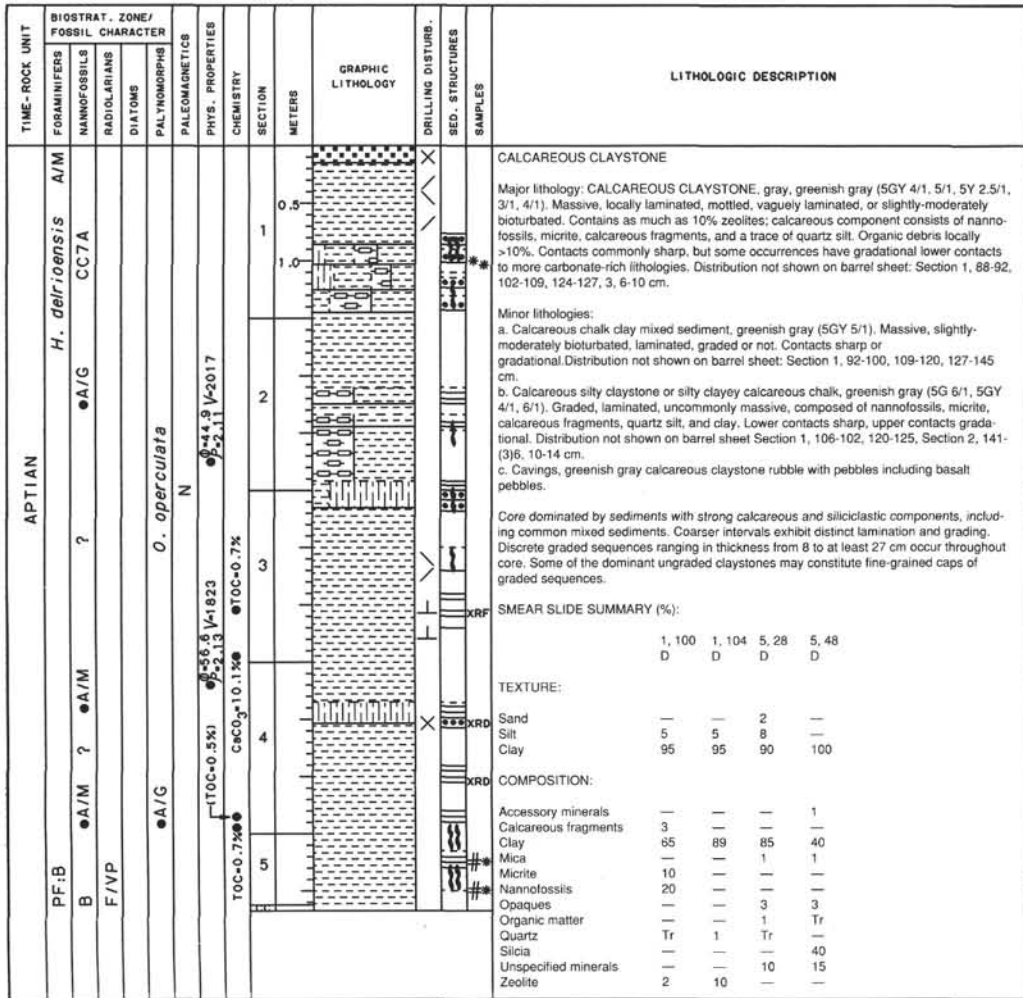 TIME-ROCK UNIT
BIOSTRAT. ZONE/
FOSSIL CHARACTER
FORAMINIFERS
NANNOFOSSILS
RADIOLARIANS
DIATOMS
PALYNOMORPHS
PALEOMAGNETICS
PHYS. PROPERTIES
CHEMISTRY
SECTION
METERS
GRAPHIC
LITHOLOGY
DRILLING DISTURB.
SED. STRUCTURES
SAMPLES
LITHOLOGIC DESCRIPTION
APTIAN
PF:B H. delrioensis A/M
B ●A/M ? ●A/M ? ●A/G CC7A
F/VP
●A/G O. operculata
N
●Φ=56.6 V=1823
ρ=2.13
●Φ=44.9 V=2017
ρ=2.11
(TOC=0.5%)
TOC=0.7%●● CaCO3=10.1%● ●TOC=0.7%
1
2
3
4
5
0.5
1.0
*
*
XRF
XRD
XRD
#*
#*
CALCAREOUS CLAYSTONE
Major lithology: CALCAREOUS CLAYSTONE, gray, greenish gray (5GY 4/1, 5/1, 5Y 2.5/1,
3/1, 4/1). Massive, locally laminated, mottled, vaguely laminated, or slightly-moderately
bioturbated. Contains as much as 10% zeolites; calcareous component consists of nanno-
fossils, micrite, calcareous fragments, and a trace of quartz silt. Organic debris locally
>10%. Contacts commonly sharp, but some occurrences have gradational lower contacts
to more carbonate-rich lithologies. Distribution not shown on barrel sheet: Section 1, 88-92,
102-109, 124-127, 3, 6-10 cm.
Minor lithologies:
a. Calcareous chalk clay mixed sediment, greenish gray (5GY 5/1). Massive, slightly-
moderately bioturbated, laminated, graded or not. Contacts sharp or
gradational.Distribution not shown on barrel sheet: Section 1, 92-100, 109-120, 127-145
cm.
b. Calcareous silty claystone or silty clayey calcareous chalk, greenish gray (5G 6/1, 5GY
4/1, 6/1). Graded, laminated, uncommonly massive, composed of nannofossils, micrite,
calcareous fragments, quartz silt, and clay. Lower contacts sharp, upper contacts grada-
tional. Distribution not shown on barrel sheet Section 1, 106-102, 120-125, Section 2, 141-
(3)6, 10-14 cm.
c. Cavings, greenish gray calcareous claystone rubble with pebbles including basalt
pebbles.
Core dominated by sediments with strong calcareous and siliciclastic components, includ-
ing common mixed sediments. Coarser intervals exhibit distinct lamination and grading.
Discrete graded sequences ranging in thickness from 8 to at least 27 cm occur throughout
core. Some of the dominant ungraded claystones may constitute fine-grained caps of
graded sequences.
SMEAR SLIDE SUMMARY (%):
1, 100 1, 104 5, 28 5, 48
D D D D
TEXTURE:
Sand — — 2 —
Silt 5 5 8 —
Clay 95 95 90 100
COMPOSITION:
Accessory minerals — — — 1
Calcareous fragments 3 — — —
Clay 65 89 85 40
Mica — — 1 1
Micrite 10 — — —
Nannofossils 20 — — —
Opaques — — 3 3
Organic matter — — 1 Tr
Quartz Tr 1 Tr —
Silcia — — — 40
Unspecified minerals — — 10 15
Zeolite 2 10 — —